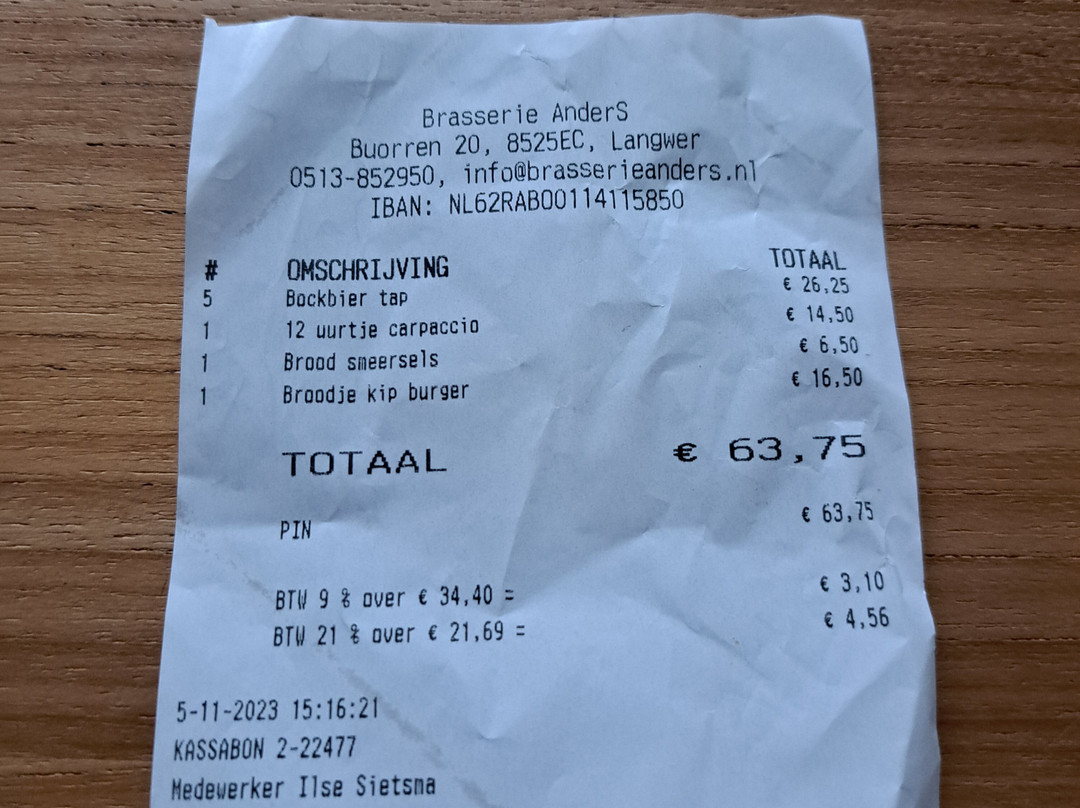 Brasserie AnderS
Buorren 20, 8525EC, Langwer
0513-852950, info@brasserieanders.nl
IBAN: NL62RABO0114115850
# OMSCHRIJVING TOTAAL
5 Bockbier tap € 26,25
1 12 uurtje carpaccio € 14,50
1 Brood smeersels € 6,50
1 Broodje kip burger € 16,50
TOTAAL € 63,75
PIN € 63,75
BTW 9 % over € 34,40 = € 3,10
BTW 21 % over € 21,69 = € 4,56
5-11-2023 15:16:21
KASSABON 2-22477
Medewerker Ilse Sietsma